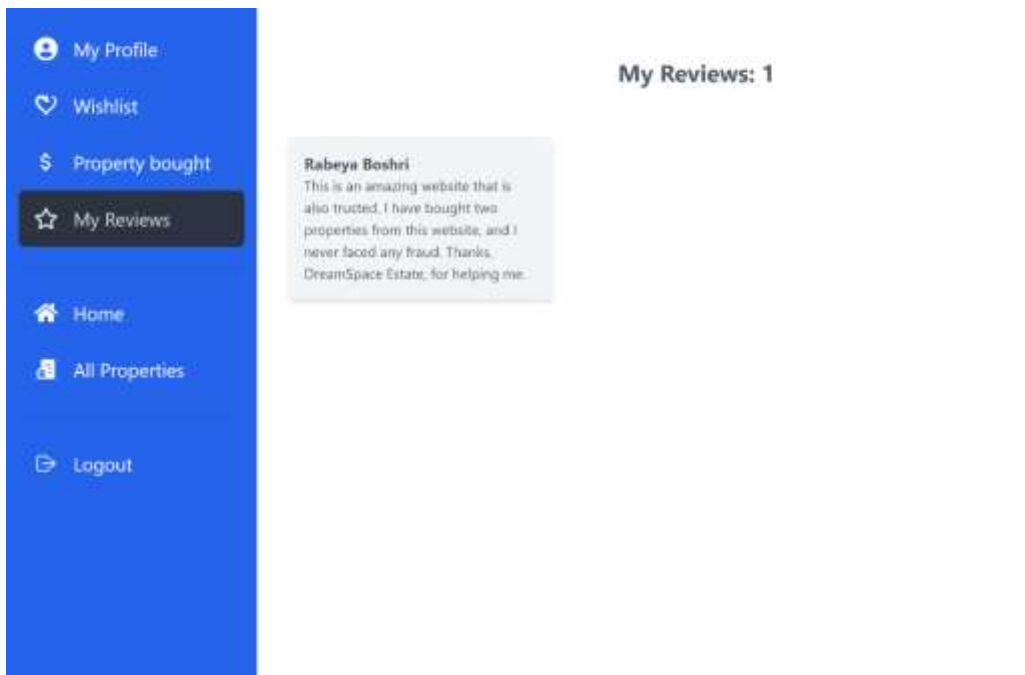 My Profile
Wishlist
Property bought
My Reviews
Home
All Properties
Logout
My Reviews: 1
Rabeya Boshri
This is an amazing website that is
also trusted. I have bought two
properties from this website, and I
never faced any fraud. Thanks,
DreamSpace Estate, for helping me.